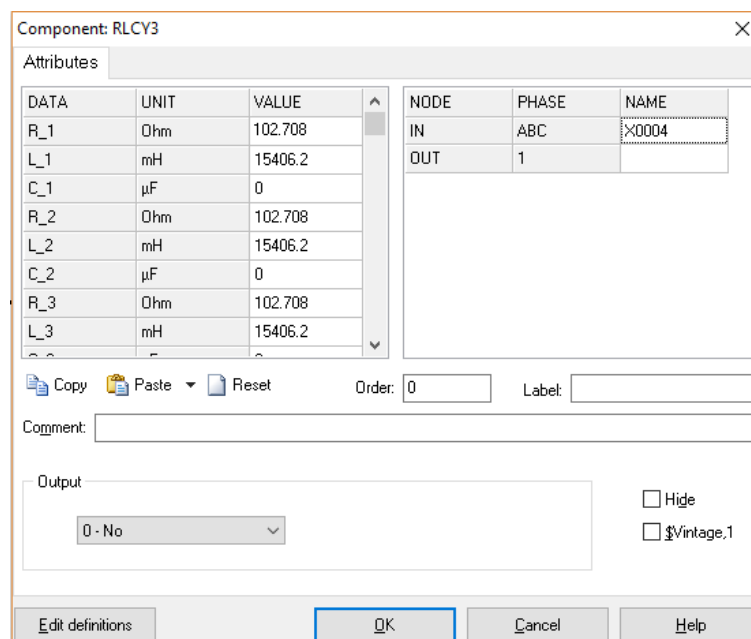 Component: RLCY3
Attributes
DATA UNIT VALUE
R_1 Ohm 102.708
L_1 mH 15406.2
C_1 µF 0
R_2 Ohm 102.708
L_2 mH 15406.2
C_2 µF 0
R_3 Ohm 102.708
L_3 mH 15406.2
NODE PHASE NAME
IN ABC X0004
OUT 1
Copy Paste Reset Order: 0 Label:
Comment:
Output
0 - No
Hide
$Vintage,1
Edit definitions OK Cancel Help